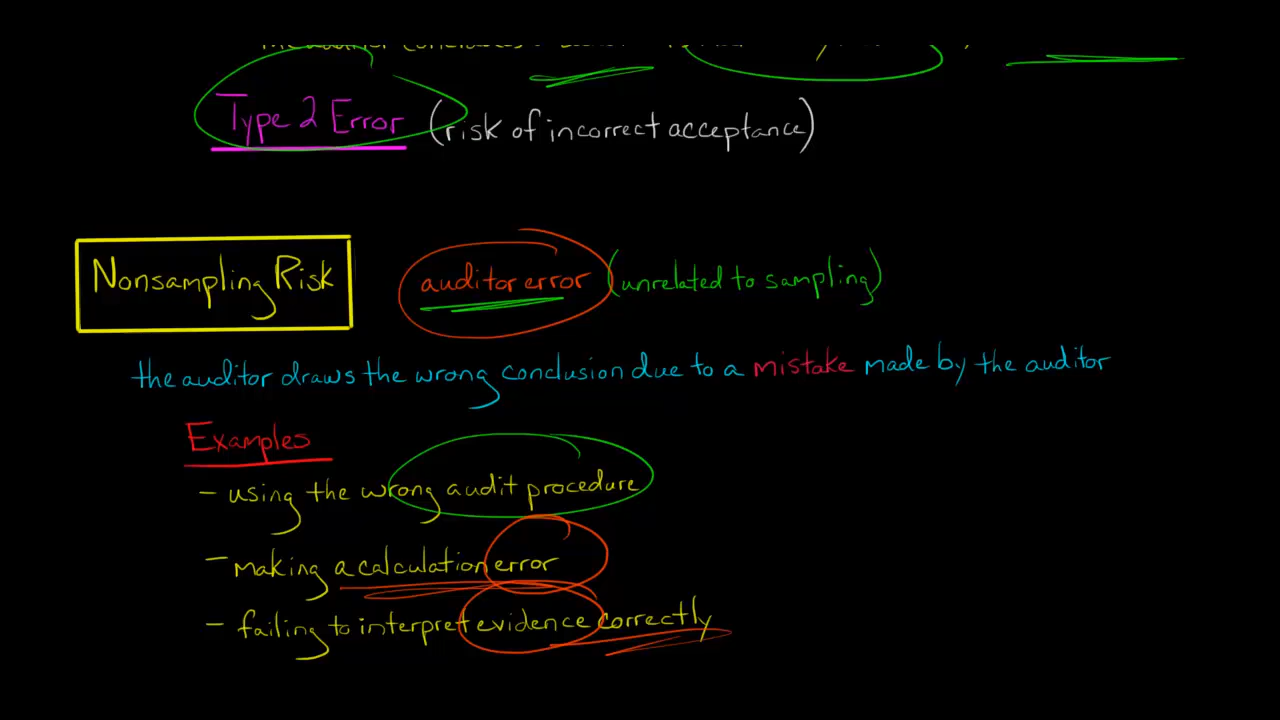 Type 2 Error (risk of incorrect acceptance)
Nonsampling Risk auditor error (unrelated to sampling)
the auditor draws the wrong conclusion due to a mistake made by the auditor
Examples
- using the wrong audit procedure
- making a calculation error
- failing to interpret evidence correctly